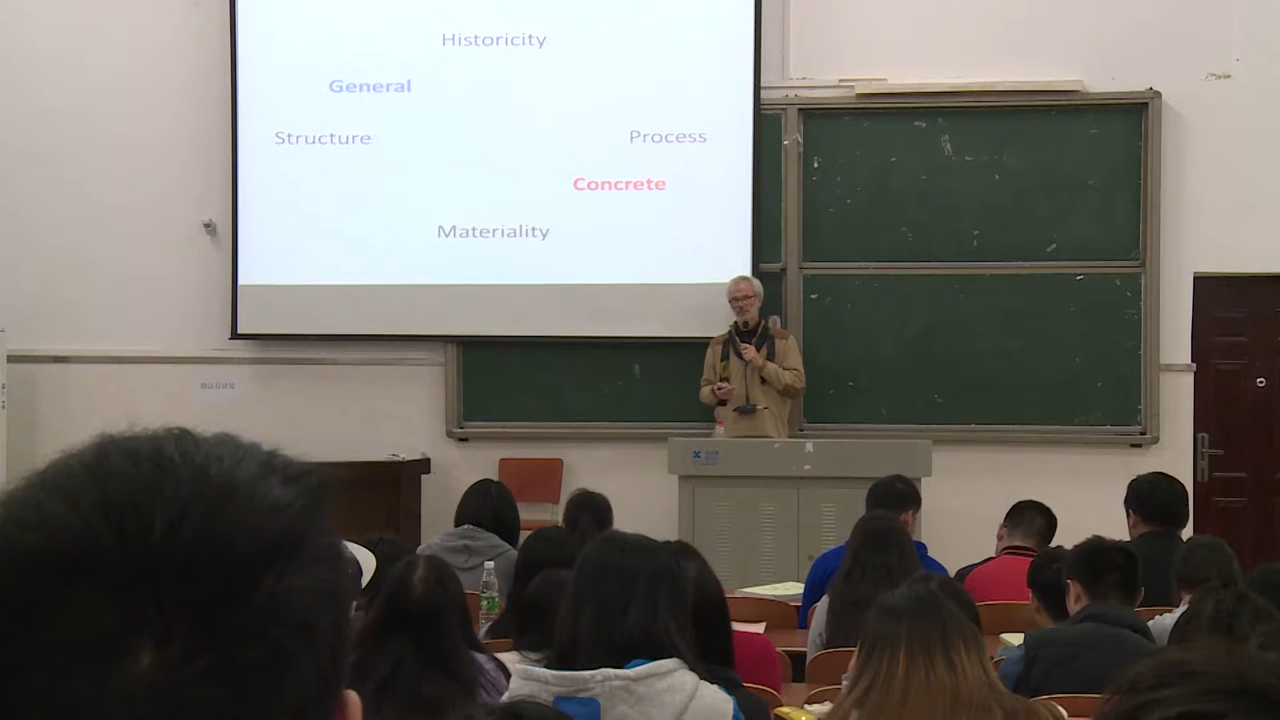 Historicity
General
Structure
Process
Concrete
Materiality